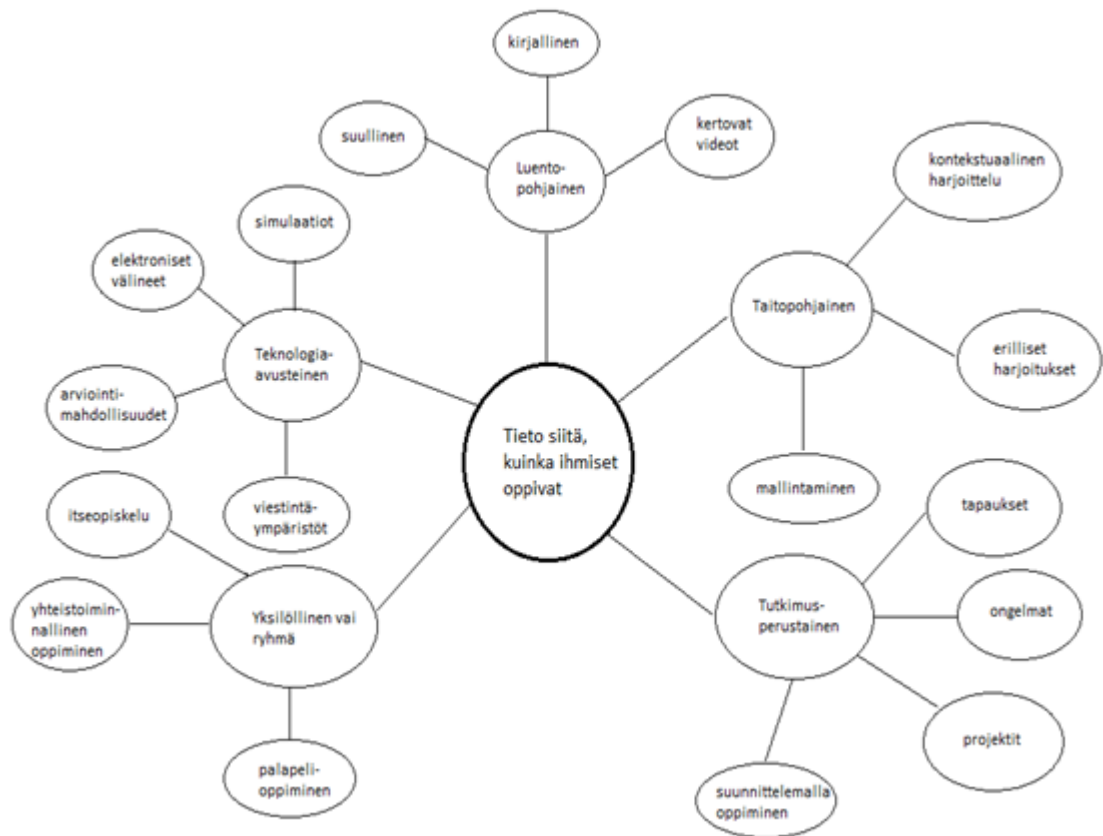 kirjallinen
suullinen
kertovat
videot
Luento-
pohjainen
kontekstuaalinen
harjoittelu
simulaatiot
elektroniset
välineet
Taitopohjainen
Teknologia-
avusteinen
erilliset
harjoitukset
arviointi-
mahdollisuudet
Tieto siitä,
kuinka ihmiset
oppivat
mallintaminen
tapaukset
itseopiskelu
viestintä-
ympäristöt
yhteistoimin-
nallinen
oppiminen
Yksilöllinen vai
ryhmä
Tutkimus-
perustainen
ongelmat
projektit
palapeli-
oppiminen
suunnittelemalla
oppiminen